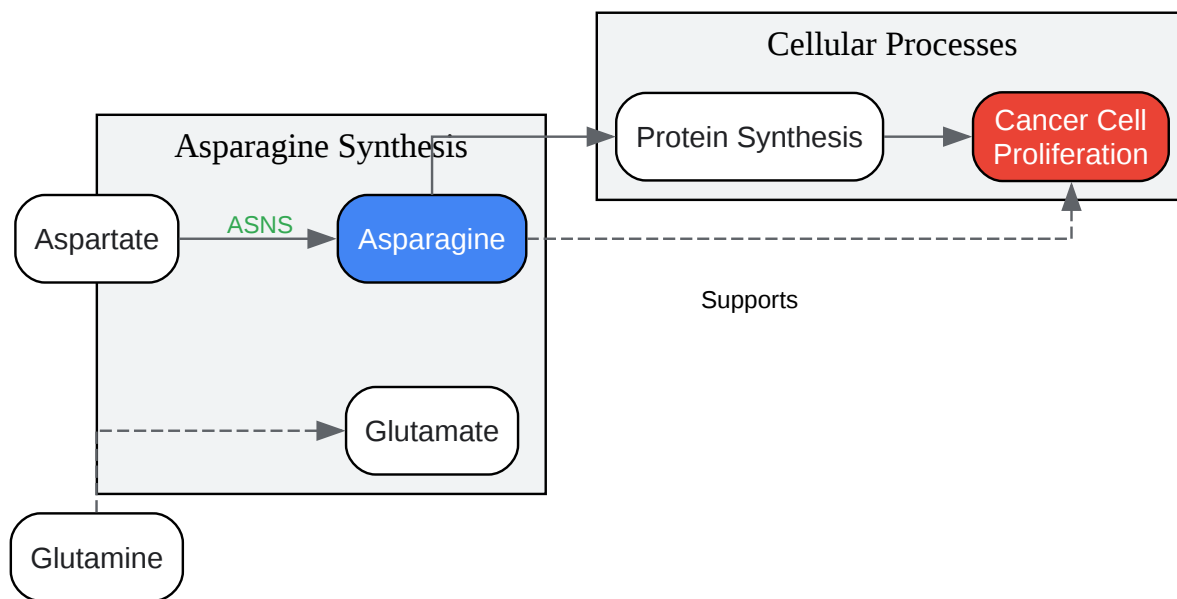 Cellular Processes
Protein Synthesis
Cancer Cell
Proliferation
Asparagine Synthesis
Aspartate
ASNS
Asparagine
Supports
Glutamate
Glutamine